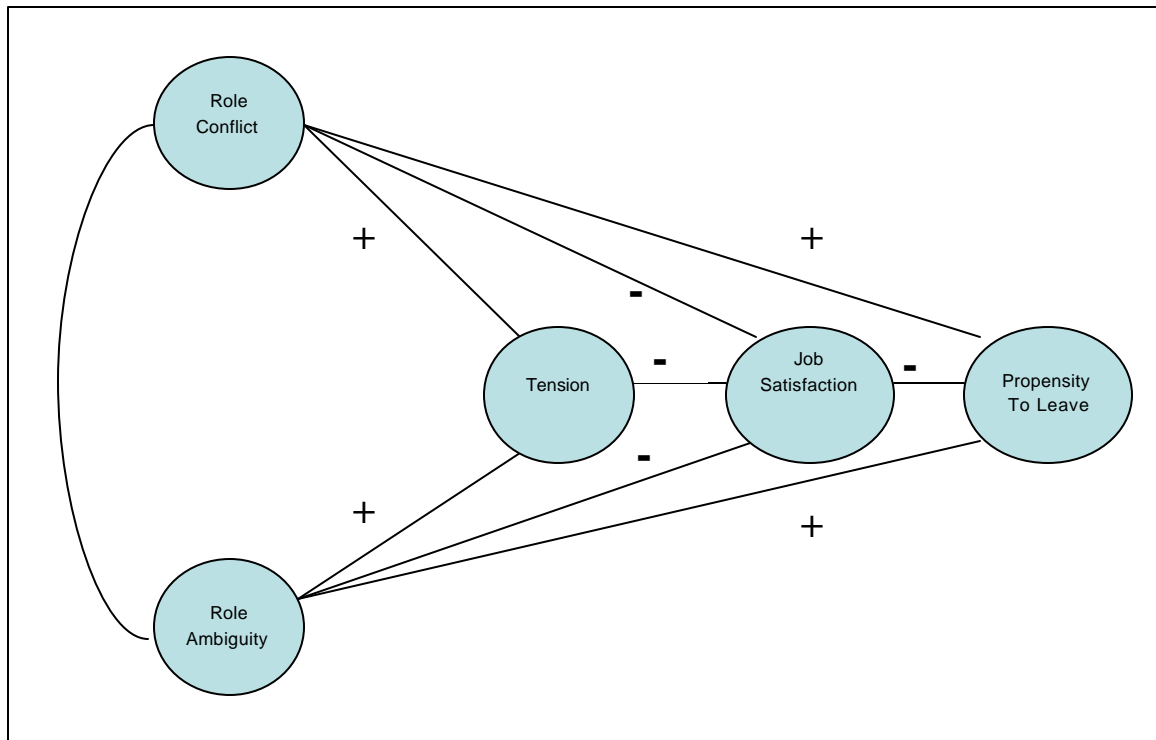 Role
Conflict
+
+
-
-
-
Tension
Job
Satisfaction
Propensity
To Leave
-
+
+
Role
Ambiguity